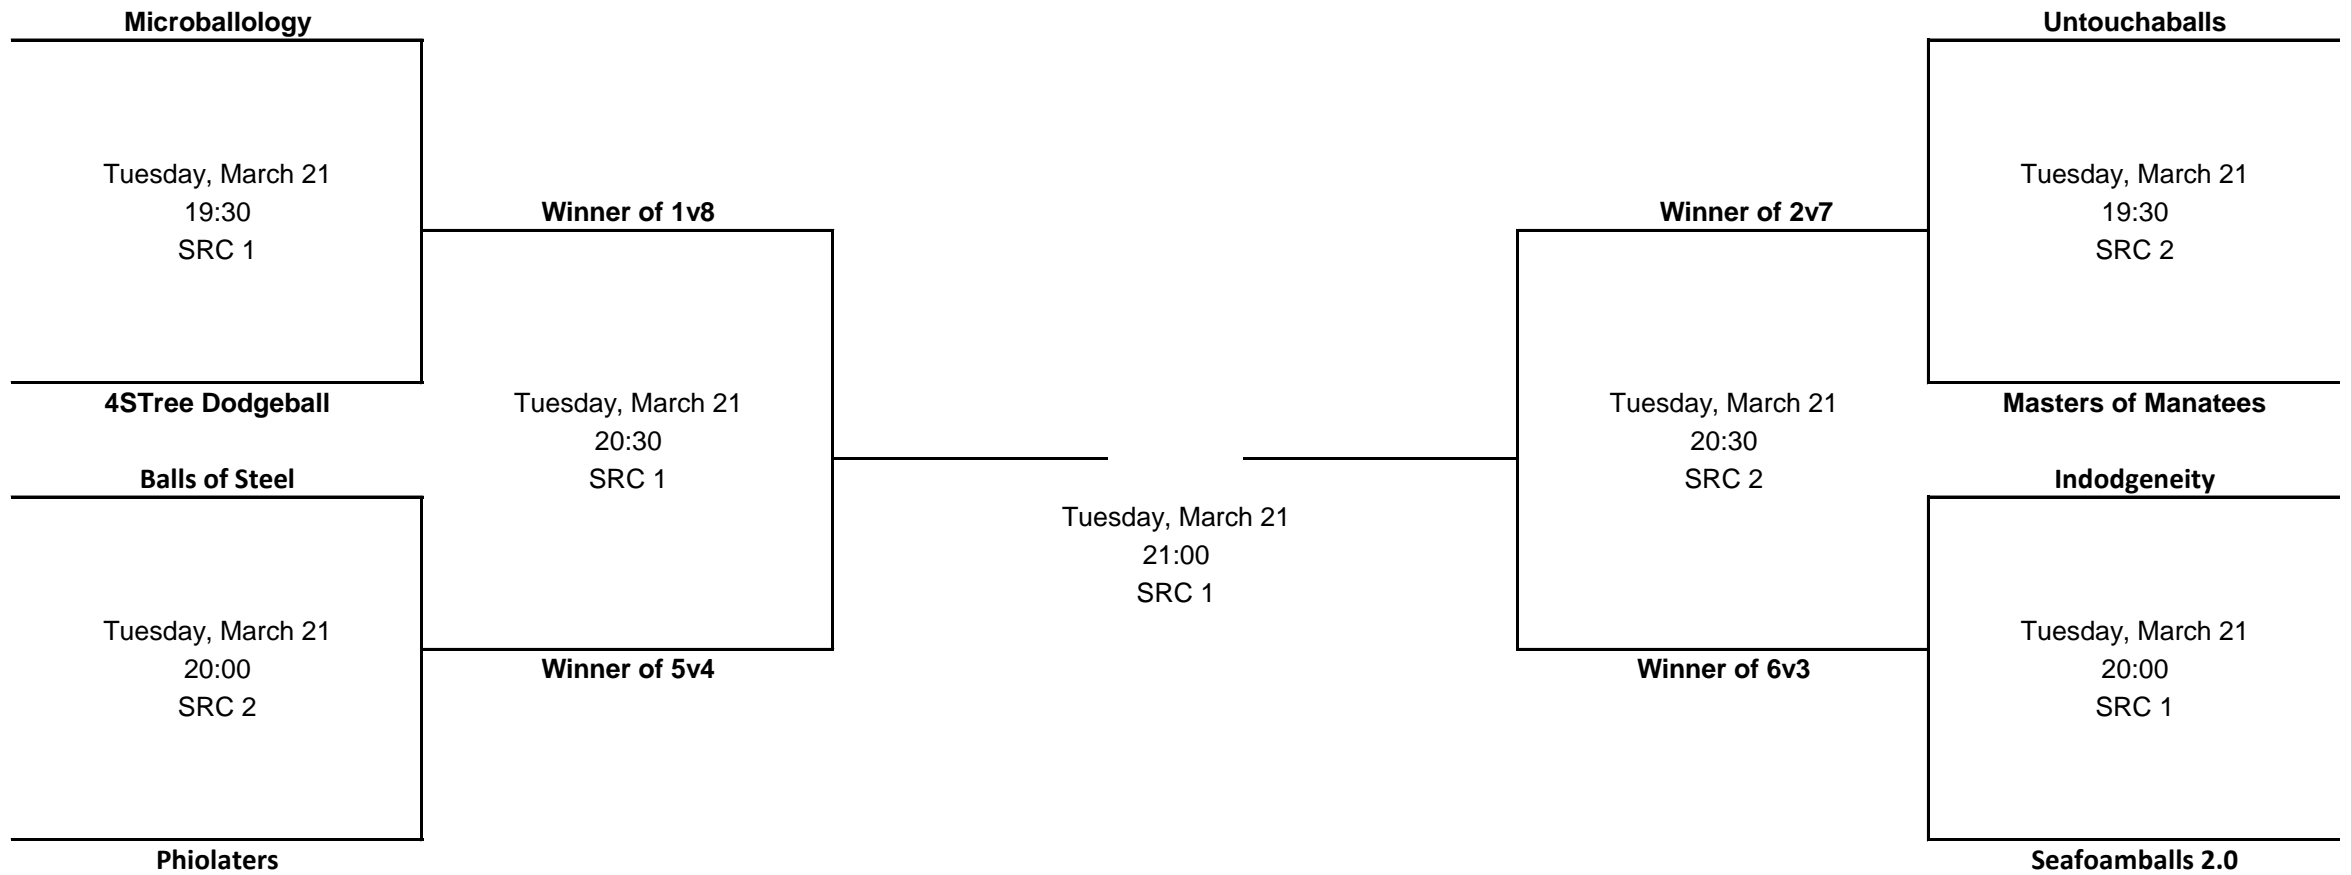 Microballology
Untouchaballs
Tuesday, March 21
19:30
SRC 1
Winner of 1v8
Winner of 2v7
Tuesday, March 21
19:30
SRC 2
4STree Dodgeball
Tuesday, March 21
20:30
SRC 1
Tuesday, March 21
20:30
SRC 2
Masters of Manatees
Balls of Steel
Indodgeneity
Tuesday, March 21
21:00
SRC 1
Tuesday, March 21
20:00
SRC 2
Winner of 5v4
Winner of 6v3
Tuesday, March 21
20:00
SRC 1
Phiolaters
Seafoamballs 2.0